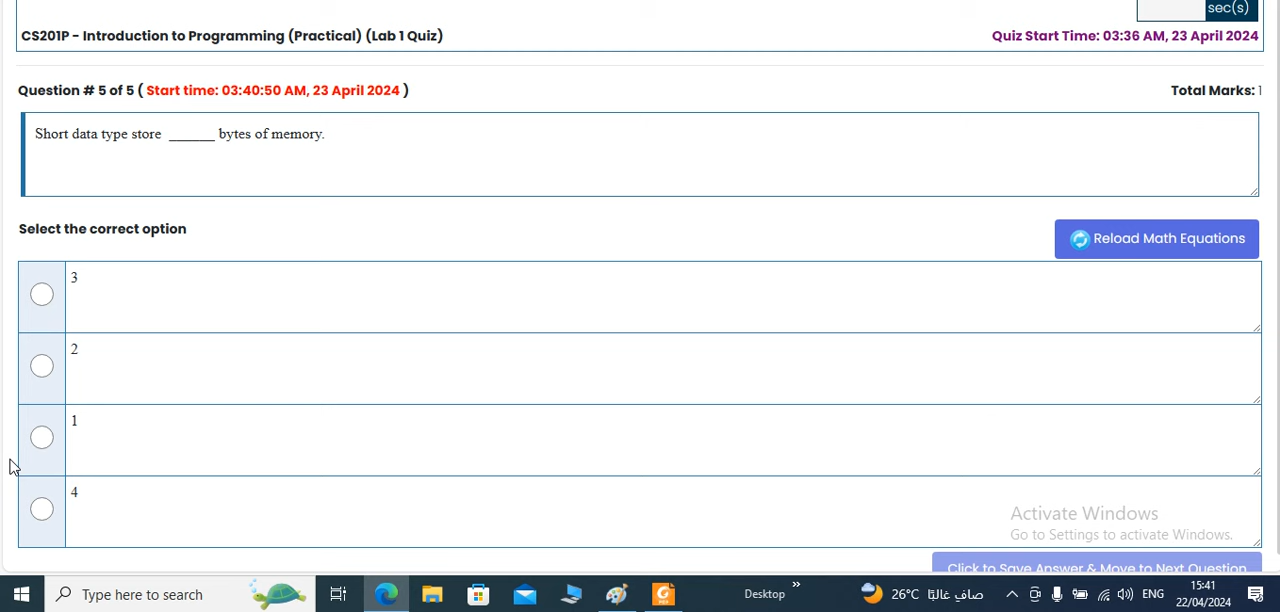 sec(s)
CS201P - Introduction to Programming (Practical) (Lab 1 Quiz)
Quiz Start Time: 03:36 AM, 23 April 2024
Question # 5 of 5 ( Start time: 03:40:50 AM, 23 April 2024 )
Total Marks: 1
Short data type store ______ bytes of memory.
Select the correct option
Reload Math Equations
3
2
1
4
Activate Windows
Go to Settings to activate Windows.
Click to Save Answer & Move to Next Question
Type here to search
Desktop
»
26°C صافٍ غالبًا
ENG
15:41
22/04/2024